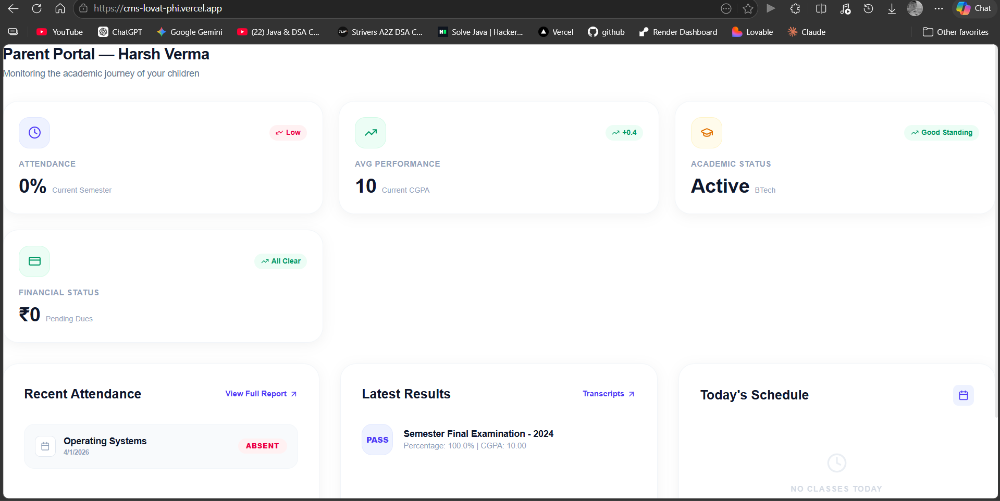 https://cms-lovat-phi.vercel.app
Chat
YouTube
ChatGPT
Google Gemini
(22) Java & DSA C...
TUF
Strivers A2Z DSA C...
H
Solve Java | Hacker...
Vercel
github
Render Dashboard
Lovable
Claude
Other favorites
Parent Portal — Harsh Verma
Monitoring the academic journey of your children
Low
ATTENDANCE
0% Current Semester
+0.4
AVG PERFORMANCE
10 Current CGPA
Good Standing
ACADEMIC STATUS
Active BTech
All Clear
FINANCIAL STATUS
₹0 Pending Dues
Recent Attendance
View Full Report
Operating Systems
4/1/2026
ABSENT
Latest Results
Transcripts
PASS
Semester Final Examination - 2024
Percentage: 100.0% | CGPA: 10.00
Today's Schedule
NO CLASSES TODAY